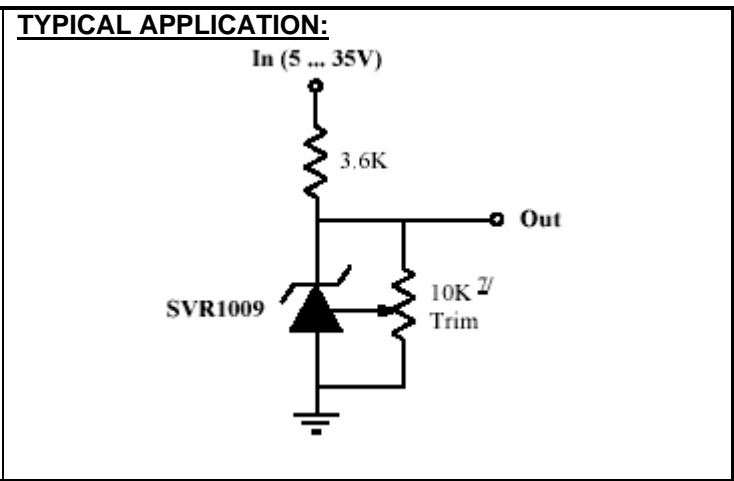 TYPICAL APPLICATION:
In (5 ... 35V)
3.6K
Out
SVR1009
10K 7/
Trim